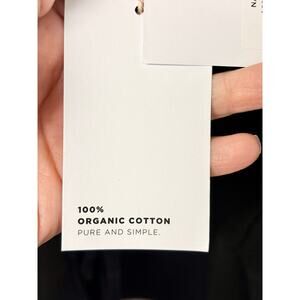 100%
ORGANIC COTTON
PURE AND SIMPLE.